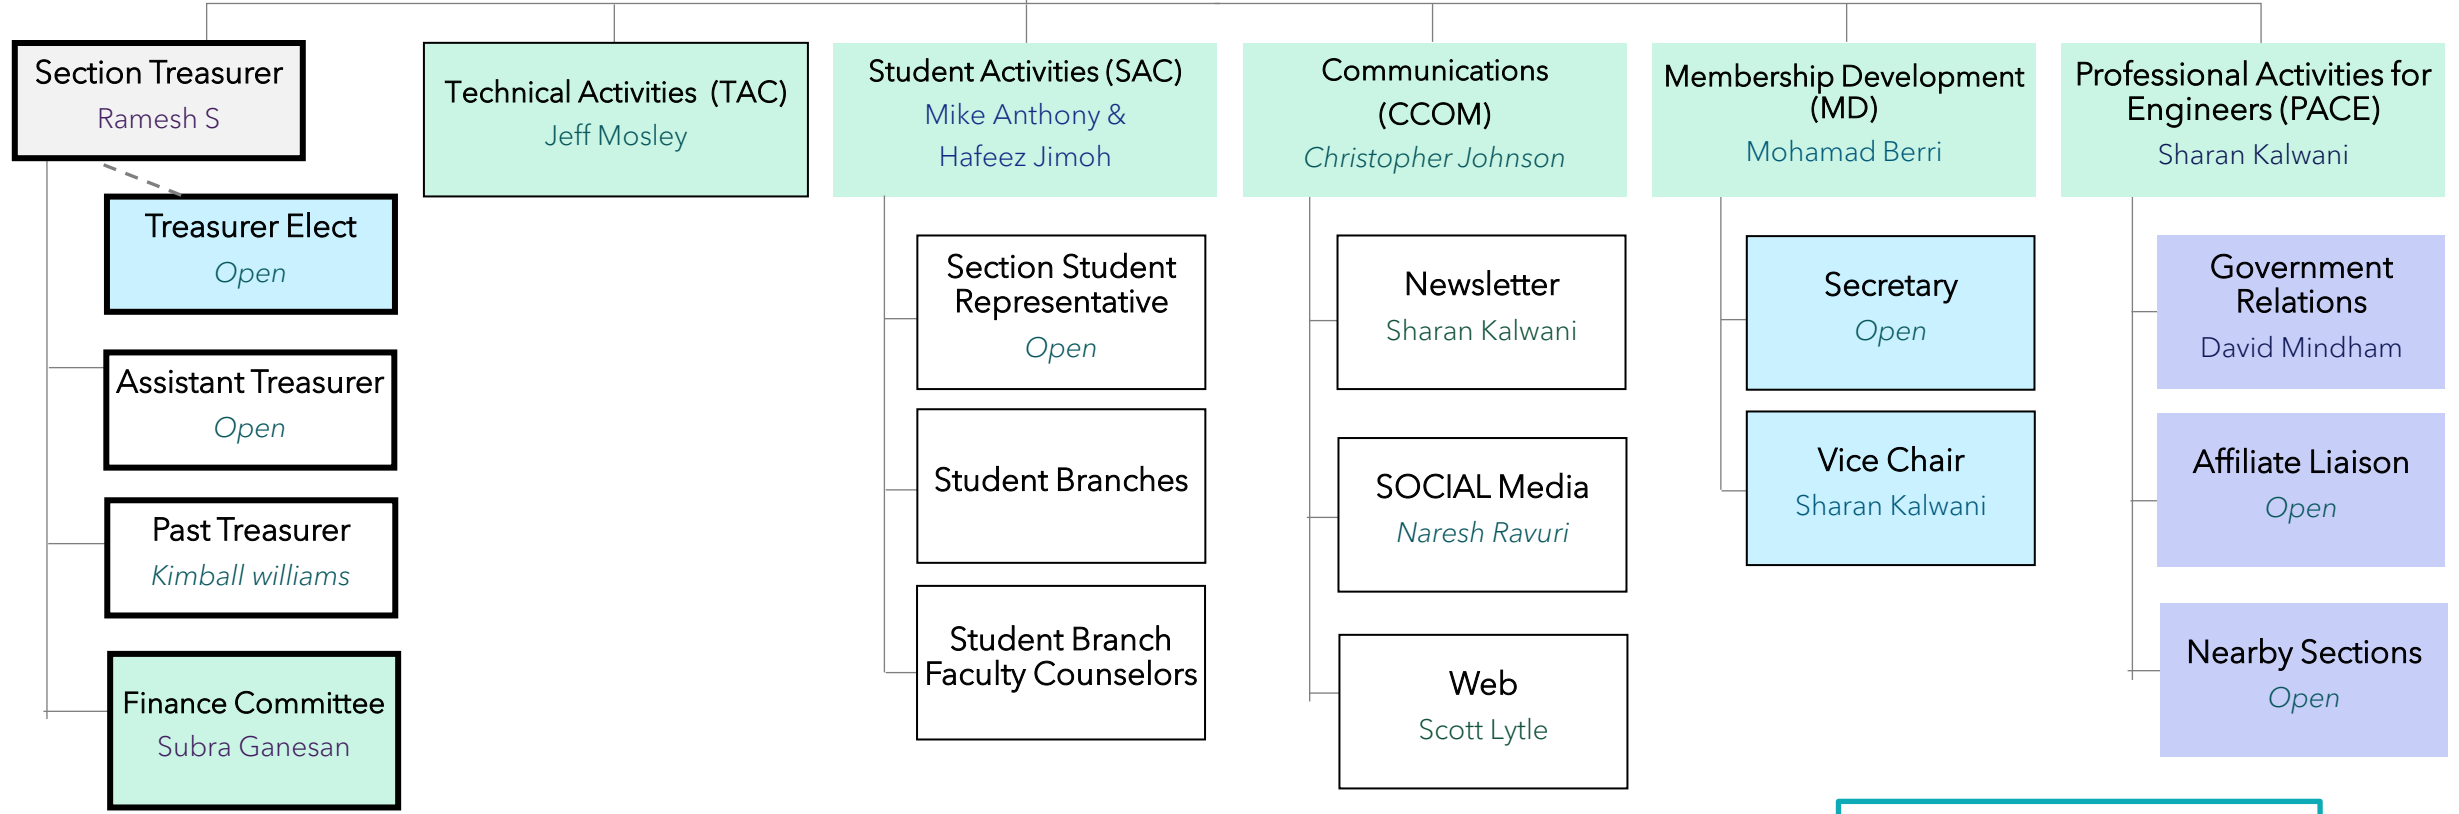 Section Treasurer
Ramesh S
Treasurer Elect
Open
Assistant Treasurer
Open
Past Treasurer
Kimball williams
Finance Committee
Subra Ganesan
Technical Activities (TAC)
Jeff Mosley
Student Activities (SAC)
Mike Anthony &
Hafeez Jimoh
Section Student
Representative
Open
Student Branches
Student Branch
Faculty Counselors
Communications
(CCOM)
Christopher Johnson
Newsletter
Sharan Kalwani
SOCIAL Media
Naresh Ravuri
Web
Scott Lytle
Membership Development
(MD)
Mohamad Berri
Secretary
Open
Vice Chair
Sharan Kalwani
Professional Activities for
Engineers (PACE)
Sharan Kalwani
Government
Relations
David Mindham
Affiliate Liaison
Open
Nearby Sections
Open